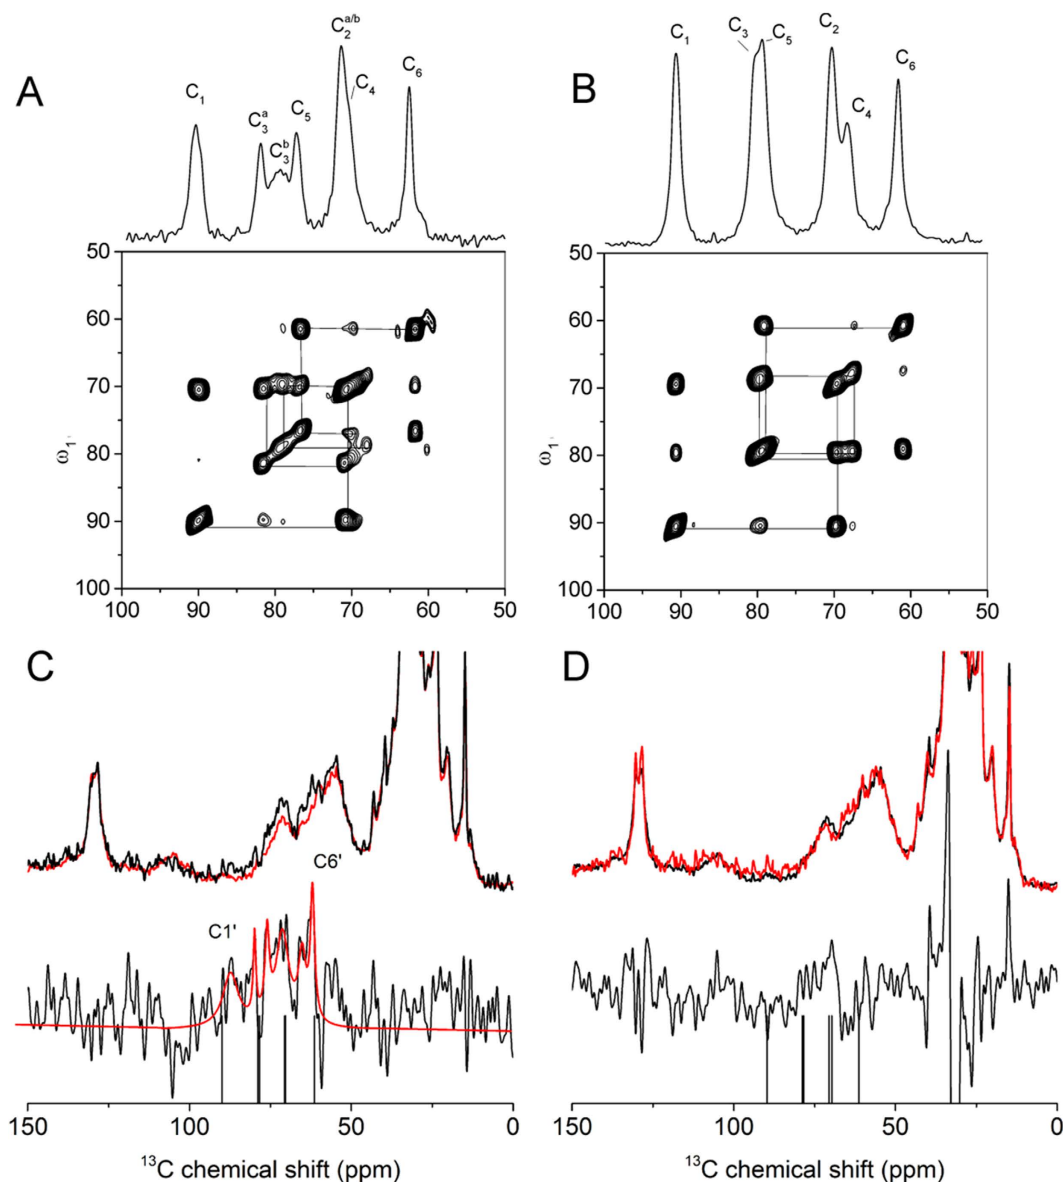 A
C₁
C₃ᵃ
C₃ᵇ
C₅
C₂ᵃ/ᵇ
C₄
C₆
B
C₁
C₃
C₅
C₂
C₄
C₆
50
60
70
80
90
100
ω₁
100 90 80 70 60 50
50
60
70
80
90
100
100 90 80 70 60 50
C
C6'
C1'
150 100 50 0
¹³C chemical shift (ppm)
D
150 100 50 0
¹³C chemical shift (ppm)